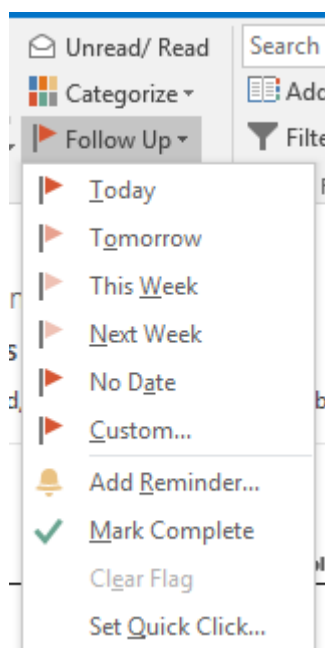 Unread/ Read
Search
Categorize
Follow Up
Today
Tomorrow
This Week
Next Week
No Date
Custom...
Add Reminder...
Mark Complete
Clear Flag
Set Quick Click...